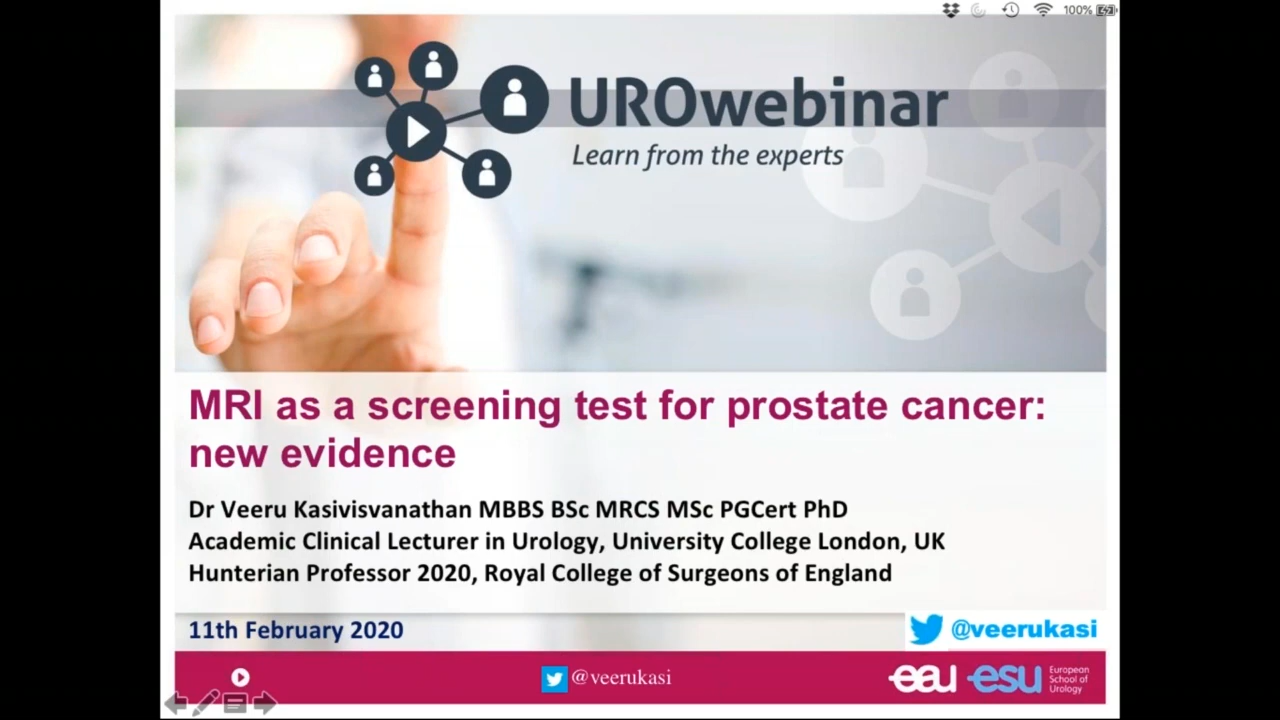 100%
UROwebinar
Learn from the experts
MRI as a screening test for prostate cancer:
new evidence
Dr Veeru Kasivisvanathan MBBS BSc MRCS MSc PGCert PhD
Academic Clinical Lecturer in Urology, University College London, UK
Hunterian Professor 2020, Royal College of Surgeons of England
11th February 2020
@veerukasi
@veerukasi
eau esu European
School of
Urology